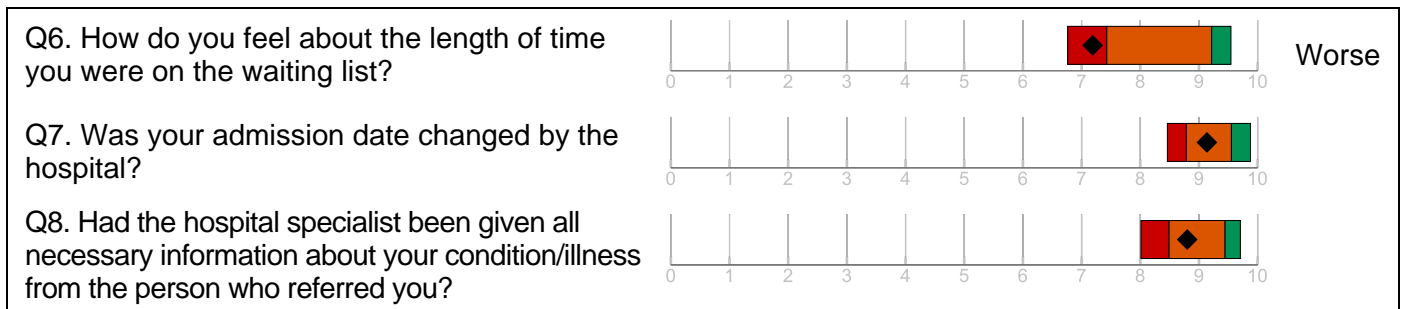 Q6. How do you feel about the length of time
you were on the waiting list?
0 1 2 3 4 5 6 7 8 9 10
Worse
Q7. Was your admission date changed by the
hospital?
0 1 2 3 4 5 6 7 8 9 10
Q8. Had the hospital specialist been given all
necessary information about your condition/illness
from the person who referred you?
0 1 2 3 4 5 6 7 8 9 10